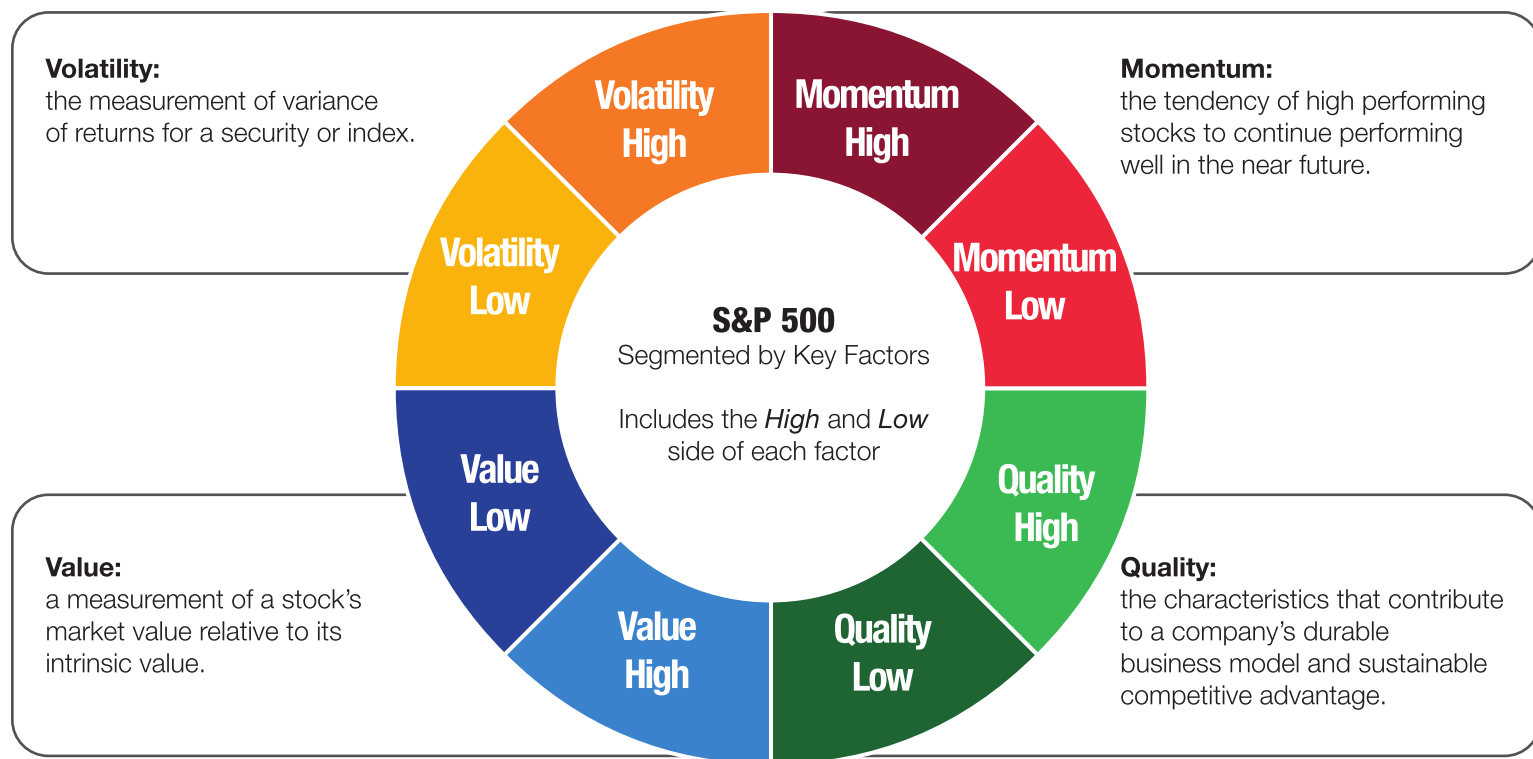 Volatility:
the measurement of variance
of returns for a security or index.
Volatility
High
Momentum
High
Momentum:
the tendency of high performing
stocks to continue performing
well in the near future.
Volatility
Low
Momentum
Low
S&P 500
Segmented by Key Factors
Includes the High and Low
side of each factor
Value
Low
Quality
High
Value:
a measurement of a stock’s
market value relative to its
intrinsic value.
Value
High
Quality
Low
Quality:
the characteristics that contribute
to a company’s durable
business model and sustainable
competitive advantage.